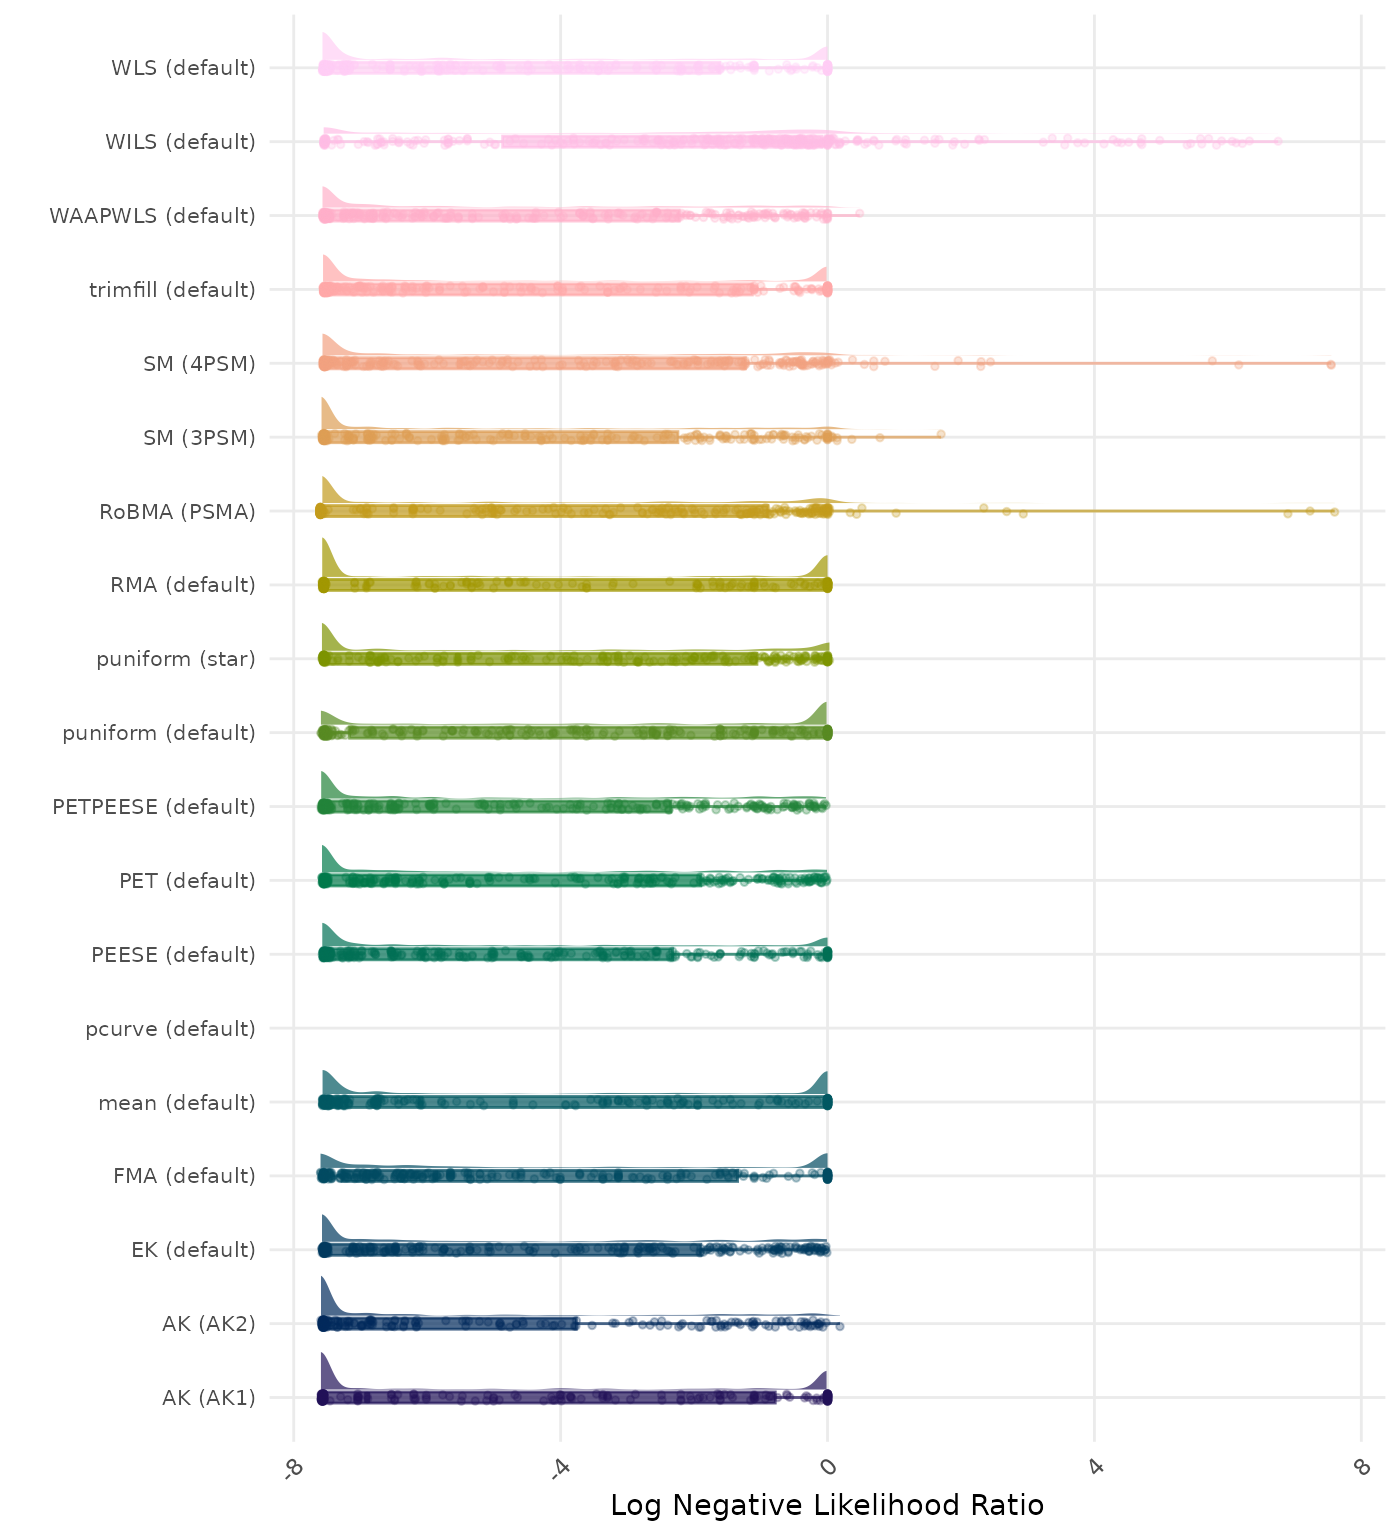 WLS (default)
WILS (default)
WAAPWLS (default)
trimfill (default)
SM (4PSM)
SM (3PSM)
RoBMA (PSMA)
RMA (default)
puniform (star)
puniform (default)
PETPEESE (default)
PET (default)
PEESE (default)
pcurve (default)
mean (default)
FMA (default)
EK (default)
AK (AK2)
AK (AK1)
-8 -4 0 4 8
Log Negative Likelihood Ratio